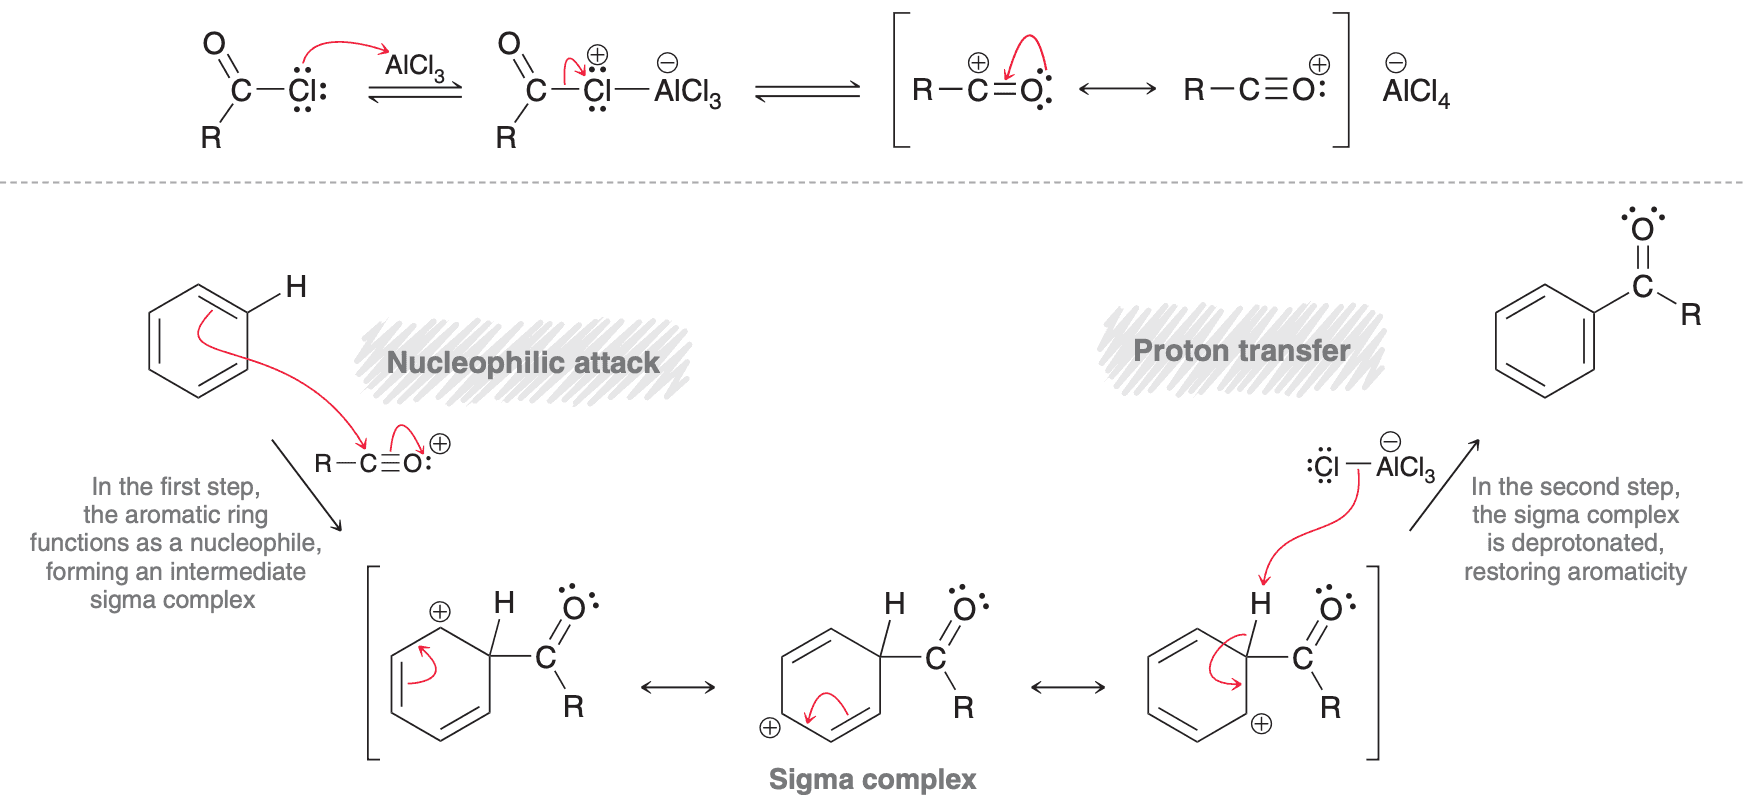 O
C
Cl
R
AlCl3
O
C
Cl
⊕
R
⊖
AlCl3
R
⊕
C
O
R
C
O
⊕
⊖
AlCl4
H
Nucleophilic attack
R
C
O
⊕
In the first step,
the aromatic ring
functions as a nucleophile,
forming an intermediate
sigma complex
Proton transfer
O
C
R
Cl
⊖
AlCl3
In the second step,
the sigma complex
is deprotonated,
restoring aromaticity
⊕
H
O
C
R
H
O
C
R
⊕
H
O
C
R
⊕
Sigma complex